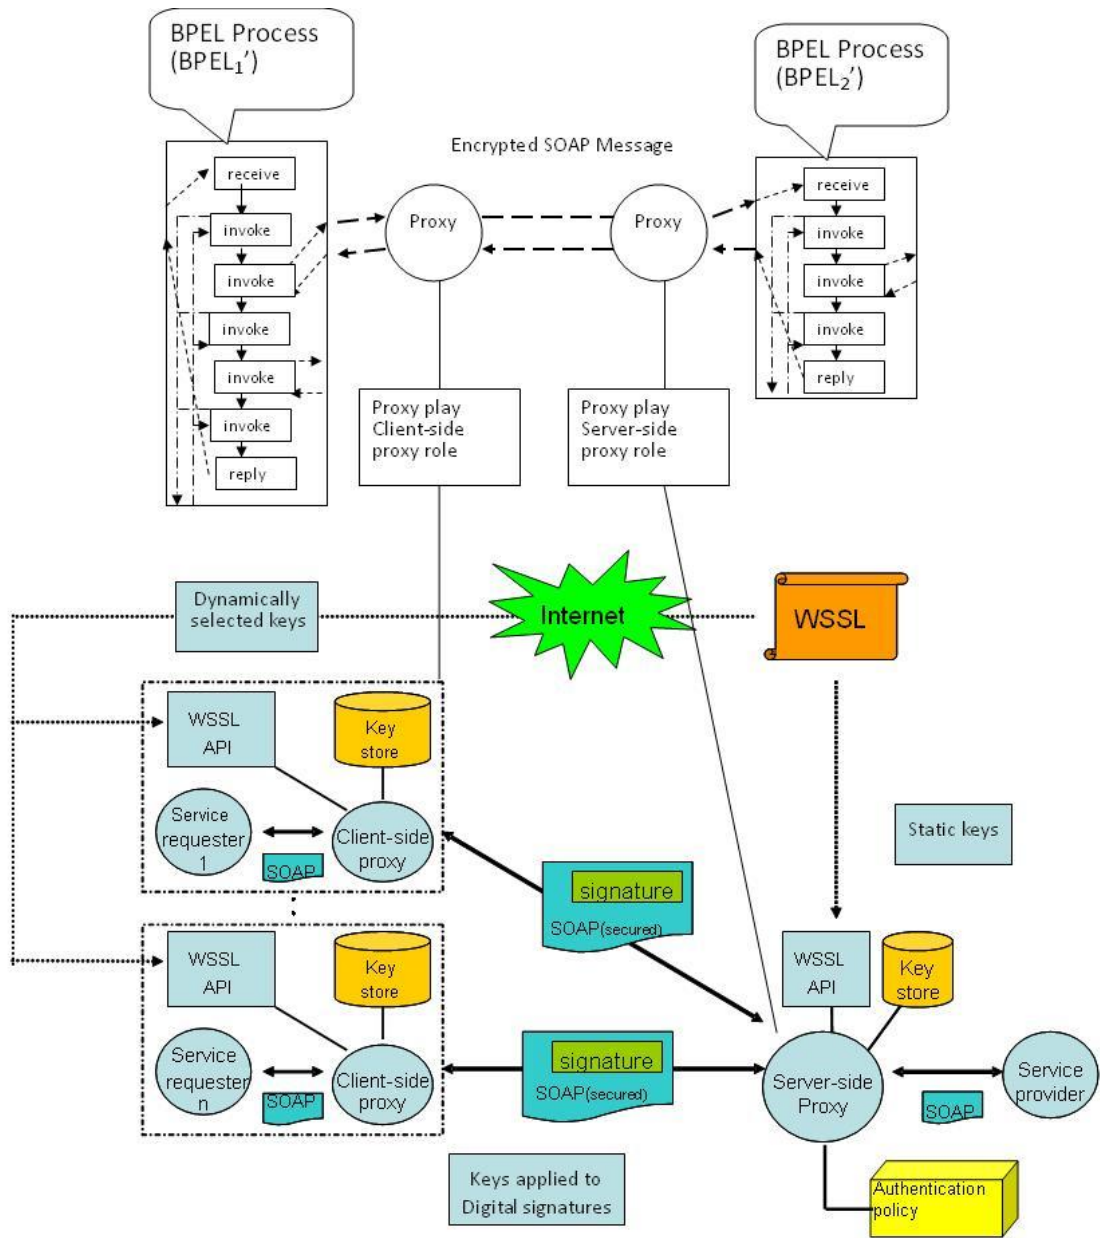 BPEL Process
(BPEL₁')
BPEL Process
(BPEL₂')
Encrypted SOAP Message
receive
invoke
invoke
invoke
invoke
invoke
reply
Proxy
Proxy
receive
invoke
invoke
invoke
reply
Proxy play
Client-side
proxy role
Proxy play
Server-side
proxy role
Dynamically
selected keys
Internet
WSSL
WSSL
API
Key
store
Service
requester
1
SOAP
Client-side
proxy
Static keys
signature
SOAP(secured)
WSSL
API
Key
store
Service
requester
n
SOAP
Client-side
proxy
signature
SOAP(secured)
WSSL
API
Key
store
Server-side
Proxy
SOAP
Service
provider
Keys applied to
Digital signatures
Authentication
policy